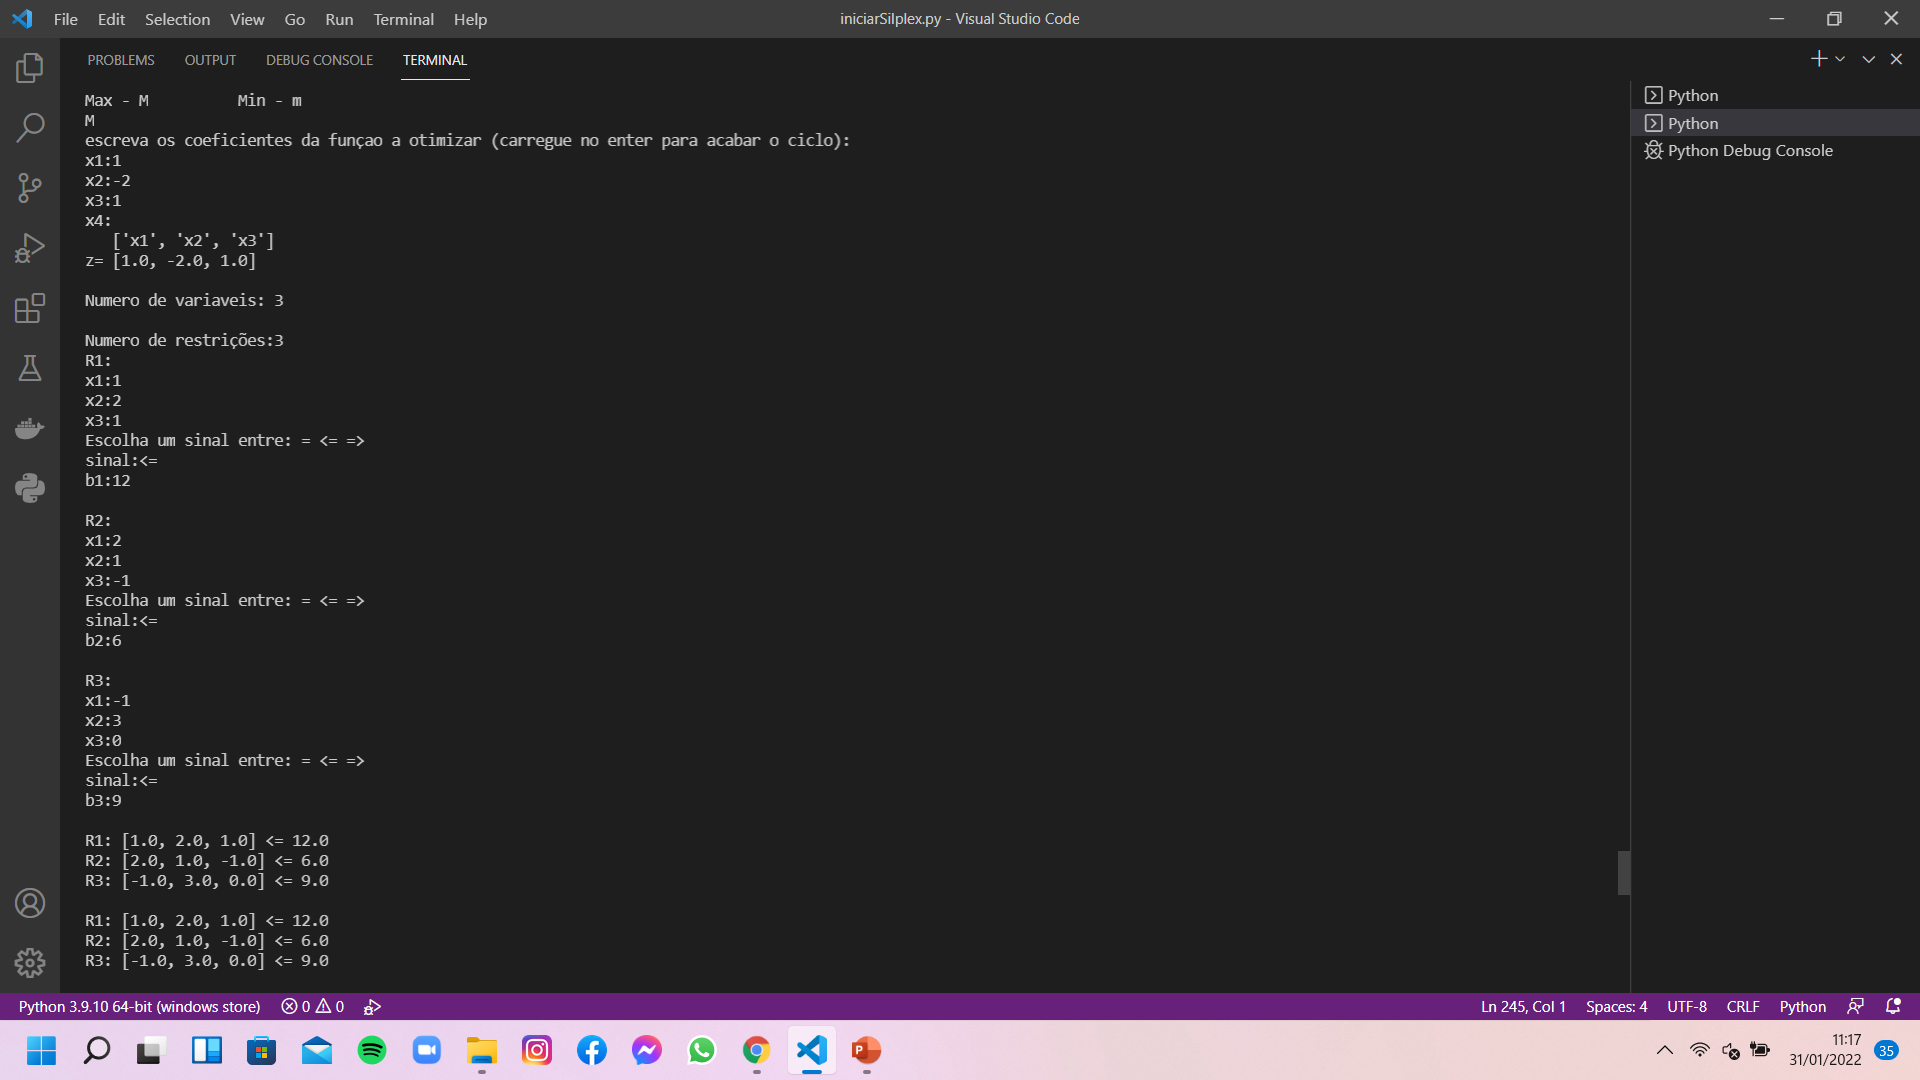 File Edit Selection View Go Run Terminal Help
iniciarSilplex.py - Visual Studio Code
PROBLEMS OUTPUT DEBUG CONSOLE TERMINAL
Max - M Min - m
M
escreva os coeficientes da funçao a otimizar (carregue no enter para acabar o ciclo):
x1:1
x2:-2
x3:1
x4:
['x1', 'x2', 'x3']
z= [1.0, -2.0, 1.0]
Numero de variaveis: 3
Numero de restrições:3
R1:
x1:1
x2:2
x3:1
Escolha um sinal entre: = <= =>
sinal:<=
b1:12
R2:
x1:2
x2:1
x3:-1
Escolha um sinal entre: = <= =>
sinal:<=
b2:6
R3:
x1:-1
x2:3
x3:0
Escolha um sinal entre: = <= =>
sinal:<=
b3:9
R1: [1.0, 2.0, 1.0] <= 12.0
R2: [2.0, 1.0, -1.0] <= 6.0
R3: [-1.0, 3.0, 0.0] <= 9.0
R1: [1.0, 2.0, 1.0] <= 12.0
R2: [2.0, 1.0, -1.0] <= 6.0
R3: [-1.0, 3.0, 0.0] <= 9.0
Python
Python
Python Debug Console
Python 3.9.10 64-bit (windows store) 0 0
Ln 245, Col 1 Spaces: 4 UTF-8 CRLF Python
P
11:17
31/01/2022
35